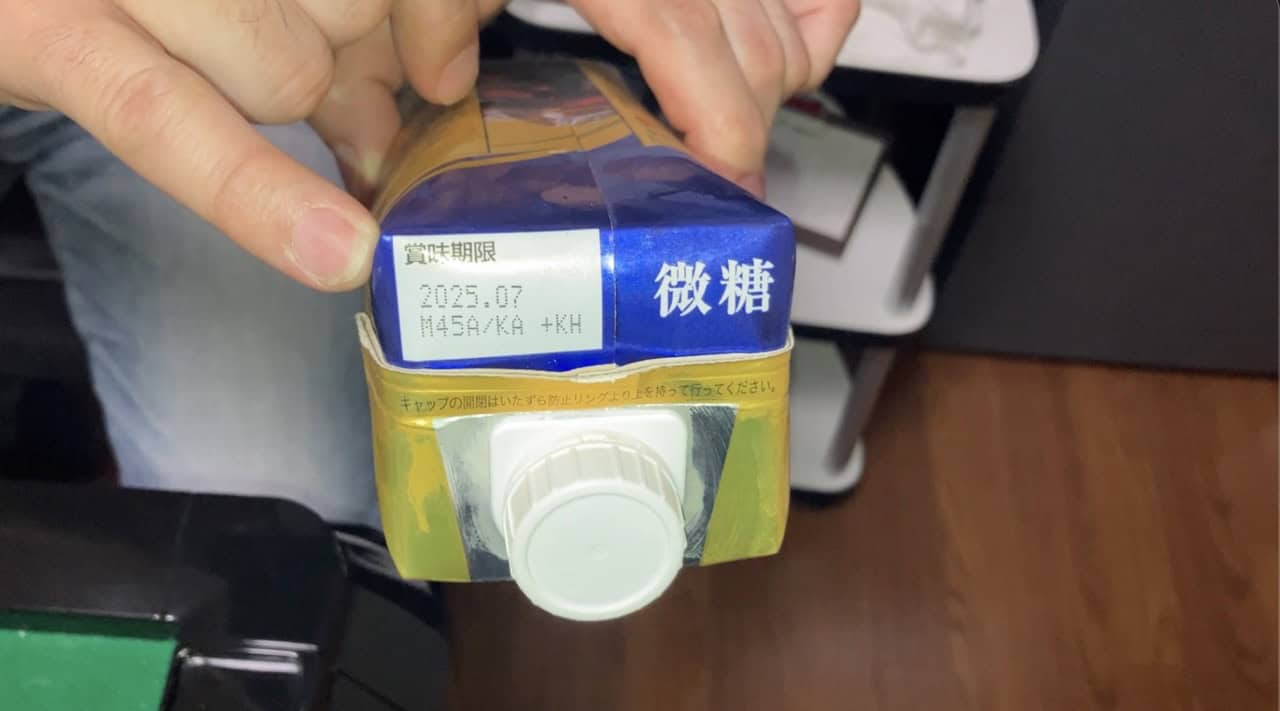 賞味期限
2025.07
M45A/KA +KH
微糖
キャップの開閉はいたずら防止リングより上を持って行ってください。